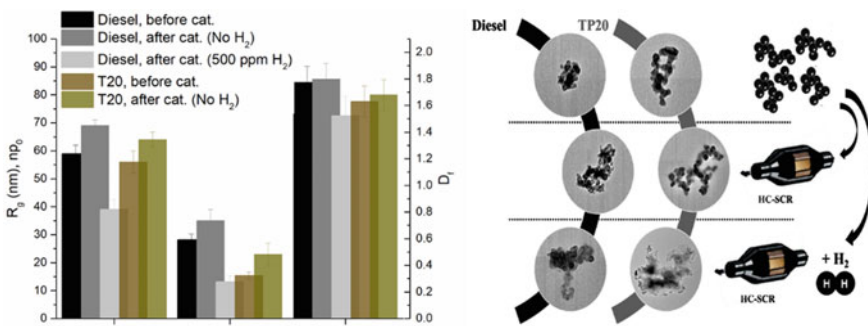 Diesel, before cat.
Diesel, after cat. (No H₂)
Diesel, after cat. (500 ppm H₂)
T20, before cat.
T20, after cat. (No H₂)
100
90
80
70
60
50
40
30
20
10
0
R_g (nm), np₀
2.0
1.8
1.6
1.4
1.2
1.0
0.8
0.6
0.4
0.2
0.0
D_f
Diesel TP20
HC-SCR
+ H₂
H H
HC-SCR